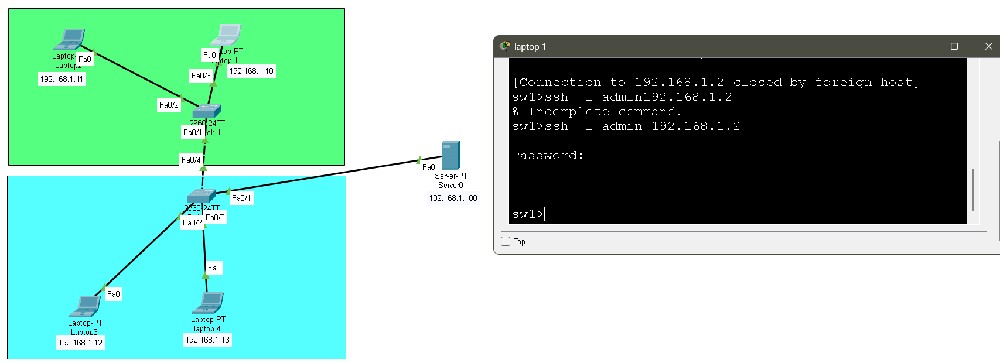 Laptop-
Laptop2
Fa0
192.168.1.11
Fa0
top-PT
laptop 1
192.168.1.10
Fa0/3
Fa0/2
2960-24TT
ch 1
Fa0/1
Fa0/4
Fa0
Server-PT
Server0
192.168.1.100
Fa0/1
2960-24TT
Fa0/3
Fa0/2
Fa0
Fa0
Laptop-PT
Laptop3
192.168.1.12
Laptop-PT
laptop 4
192.168.1.13
laptop 1
[Connection to 192.168.1.2 closed by foreign host]
sw1>ssh -l admin192.168.1.2
% Incomplete command.
sw1>ssh -l admin 192.168.1.2
Password:
sw1>
Top